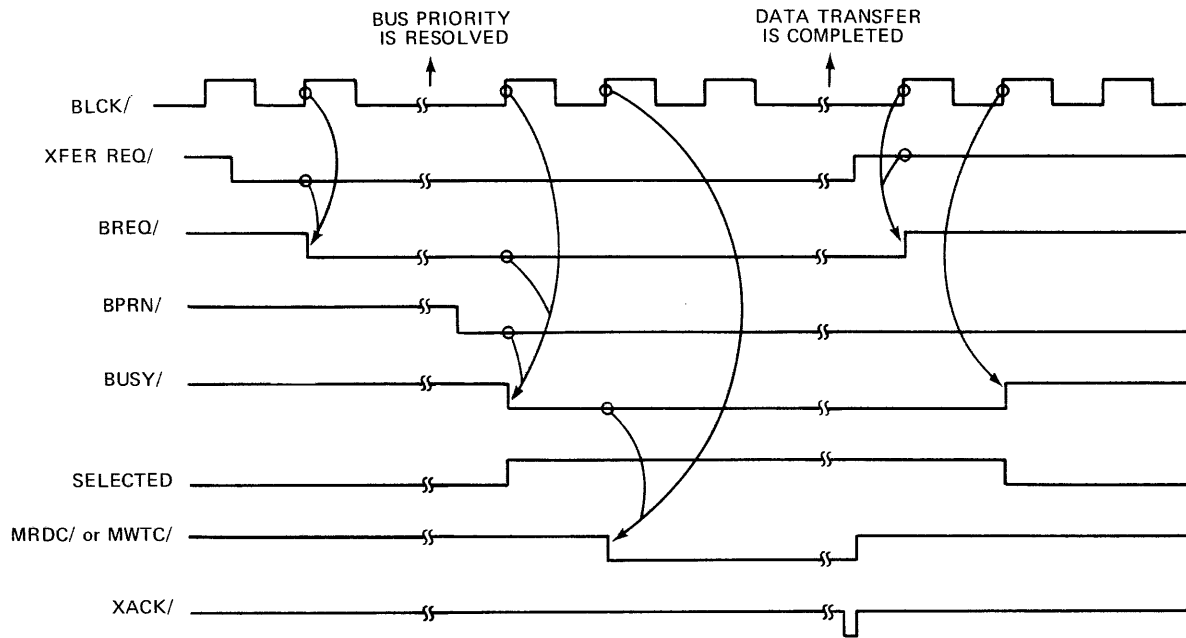 BUS PRIORITY
IS RESOLVED
DATA TRANSFER
IS COMPLETED
BLCK/
XFER REQ/
BREQ/
BPRN/
BUSY/
SELECTED
MRDC/ or MWTC/
XACK/